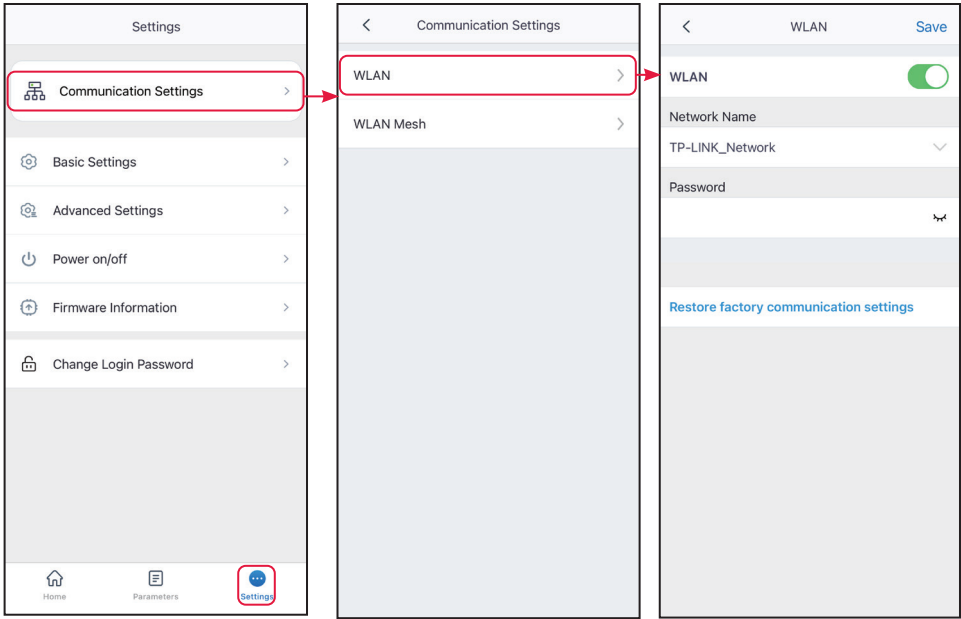 Settings
Communication Settings
Basic Settings
Advanced Settings
Power on/off
Firmware Information
Change Login Password
Home
Parameters
Settings
Communication Settings
WLAN
WLAN Mesh
WLAN
Save
WLAN
Network Name
TP-LINK_Network
Password
Restore factory communication settings